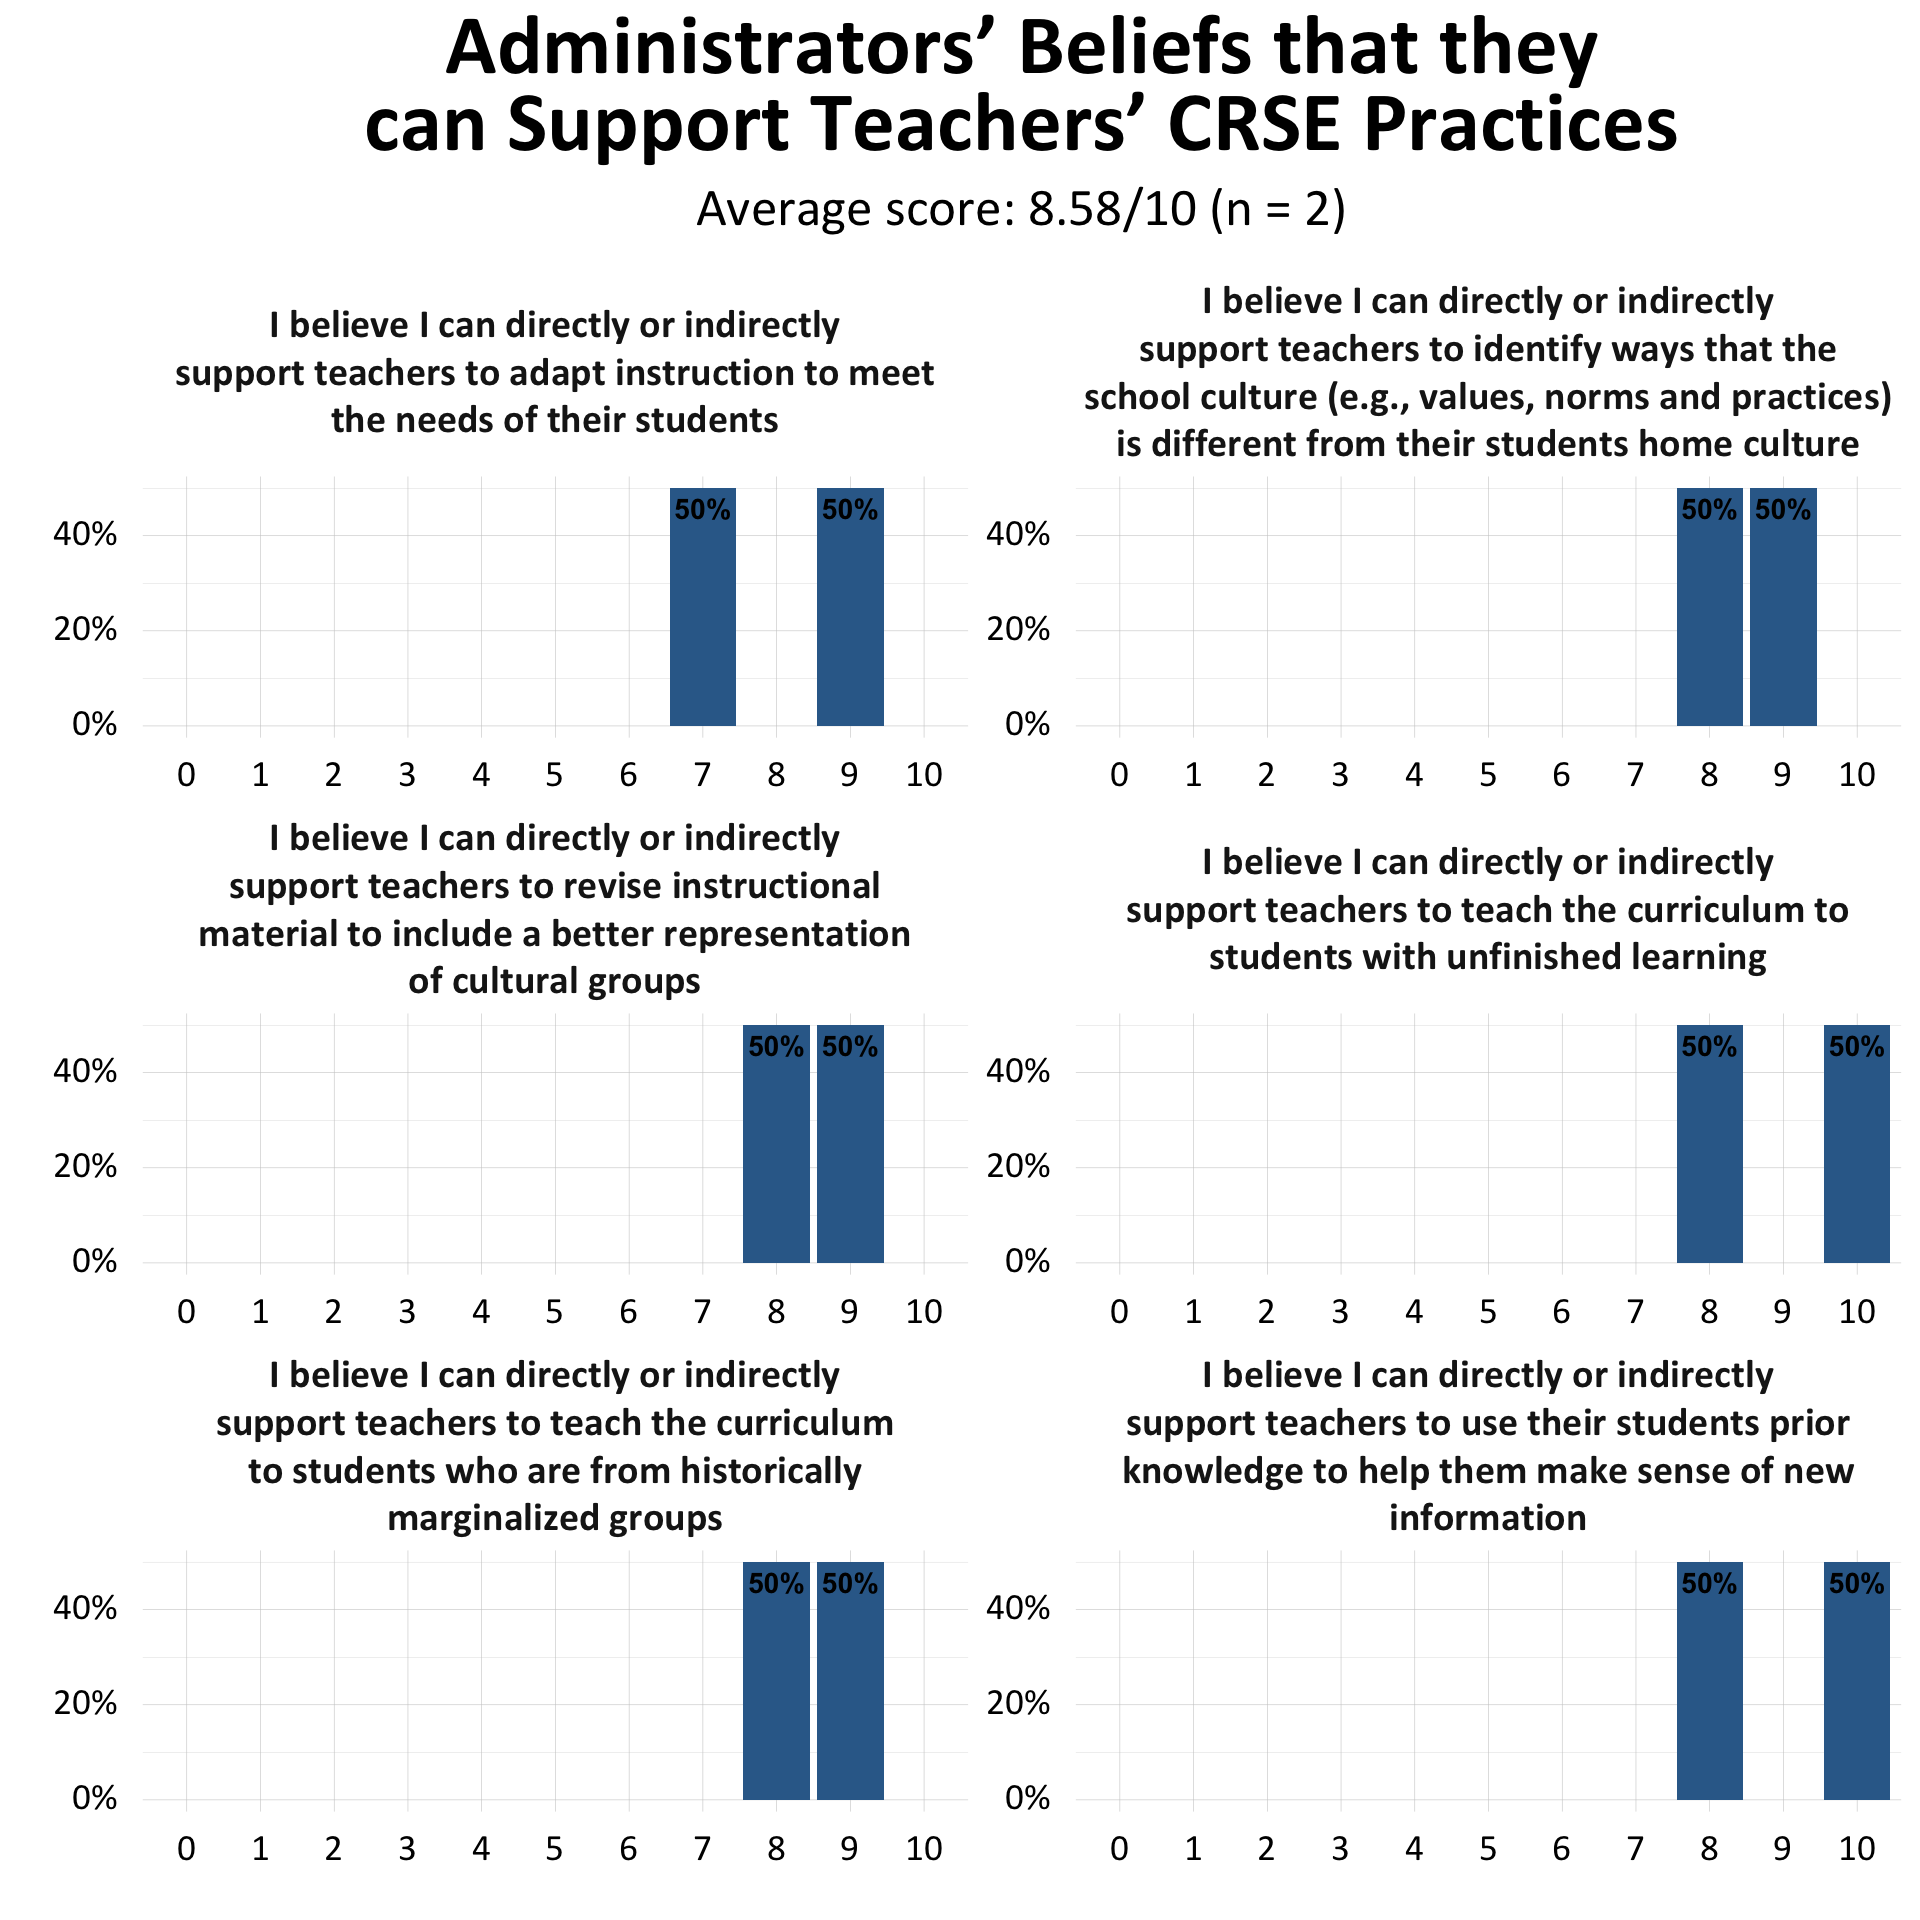 Administrators’ Beliefs that they
can Support Teachers’ CRSE Practices
Average score: 8.58/10 (n = 2)
I believe I can directly or indirectly
support teachers to adapt instruction to meet
the needs of their students
50% 50%
40%
20%
0%
0 1 2 3 4 5 6 7 8 9 10
I believe I can directly or indirectly
support teachers to identify ways that the
school culture (e.g., values, norms and practices)
is different from their students home culture
50% 50%
40%
20%
0%
0 1 2 3 4 5 6 7 8 9 10
I believe I can directly or indirectly
support teachers to revise instructional
material to include a better representation
of cultural groups
50% 50%
40%
20%
0%
0 1 2 3 4 5 6 7 8 9 10
I believe I can directly or indirectly
support teachers to teach the curriculum to
students with unfinished learning
50% 50%
40%
20%
0%
0 1 2 3 4 5 6 7 8 9 10
I believe I can directly or indirectly
support teachers to teach the curriculum
to students who are from historically
marginalized groups
50% 50%
40%
20%
0%
0 1 2 3 4 5 6 7 8 9 10
I believe I can directly or indirectly
support teachers to use their students prior
knowledge to help them make sense of new
information
50% 50%
40%
20%
0%
0 1 2 3 4 5 6 7 8 9 10